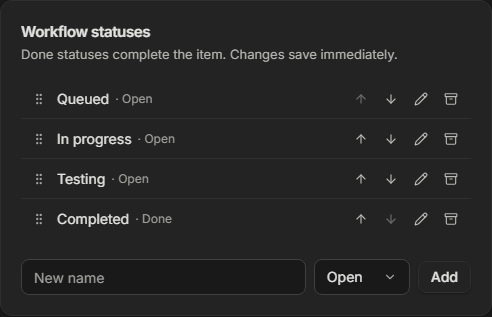 Workflow statuses
Done statuses complete the item. Changes save immediately.
Queued · Open
In progress · Open
Testing · Open
Completed · Done
New name
Open
Add